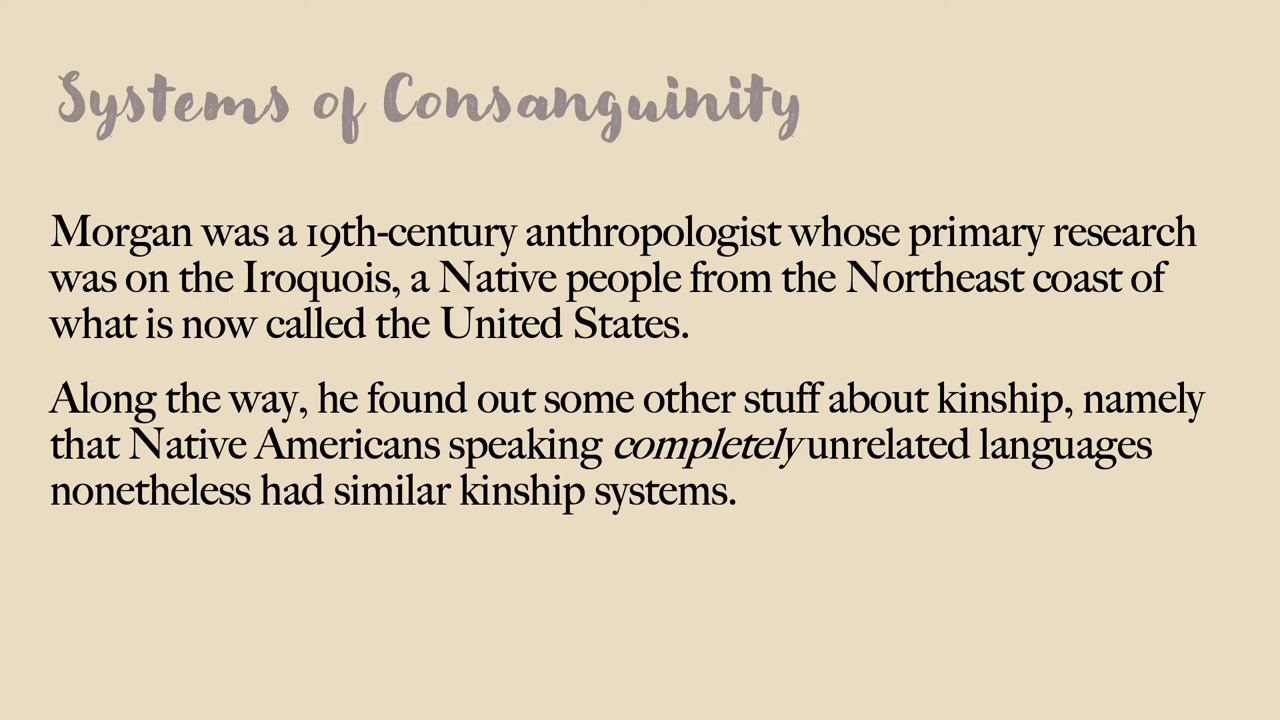 Systems of Consanguinity
Morgan was a 19th-century anthropologist whose primary research
was on the Iroquois, a Native people from the Northeast coast of
what is now called the United States.
Along the way, he found out some other stuff about kinship, namely
that Native Americans speaking completely unrelated languages
nonetheless had similar kinship systems.